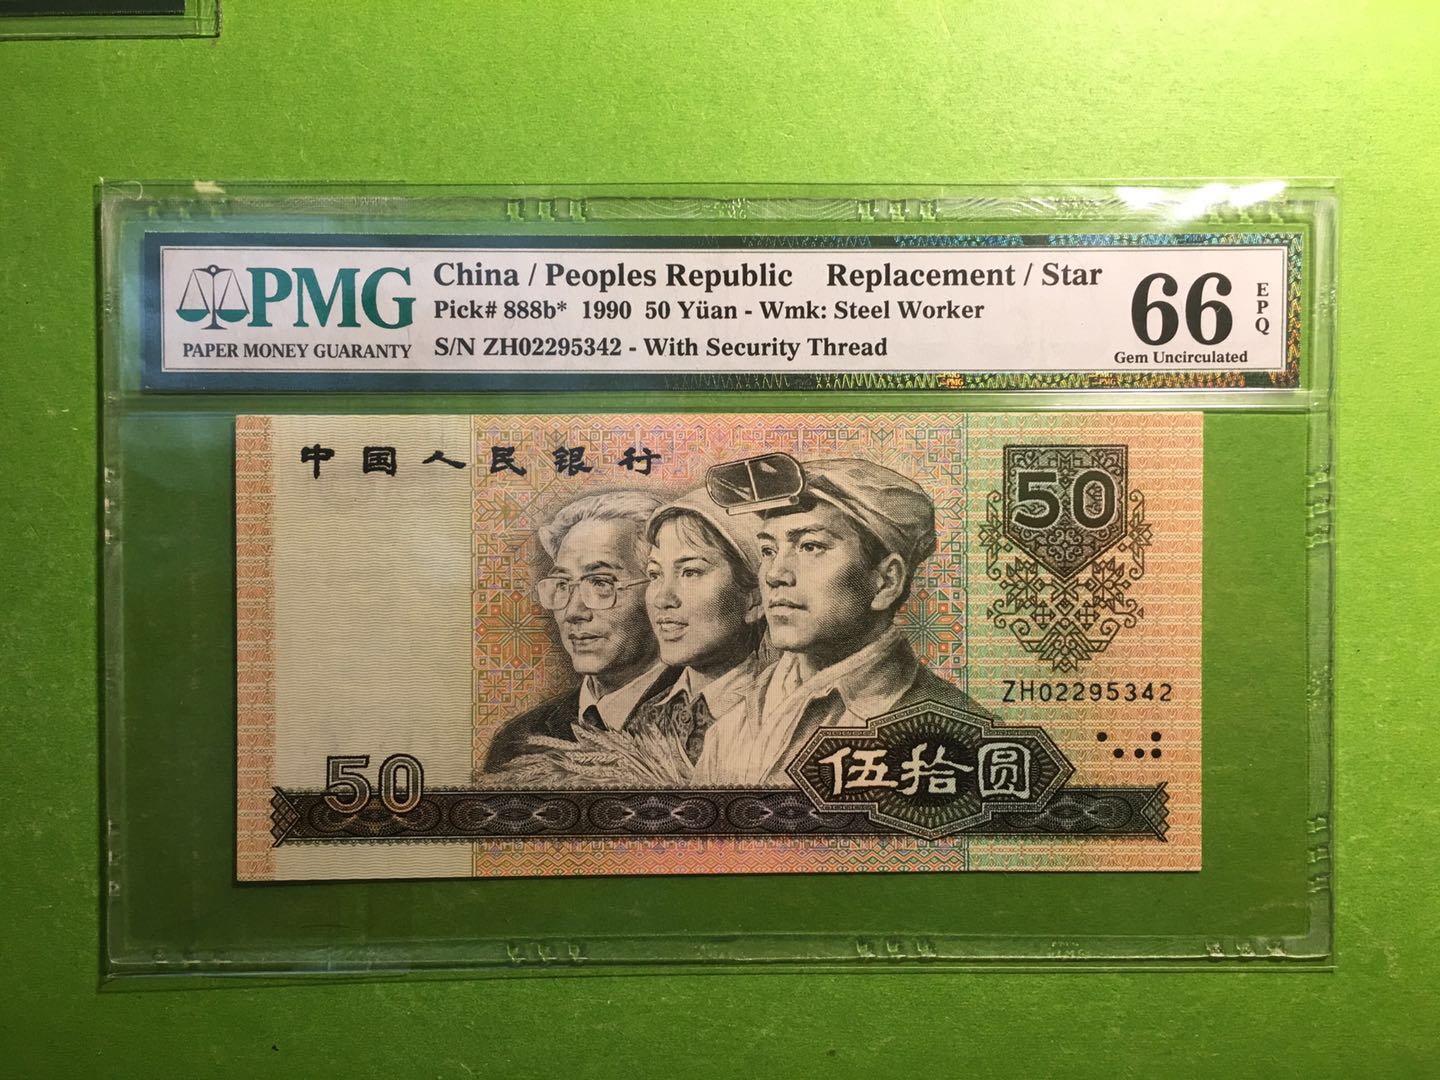 PMG
PAPER MONEY GUARANTY
China / Peoples Republic Replacement / Star
Pick# 888b* 1990 50 Yüan - Wmk: Steel Worker
S/N ZH02295342 - With Security Thread
66 EPQ
Gem Uncirculated
中国人民银行
50
ZH02295342
50
伍拾圆